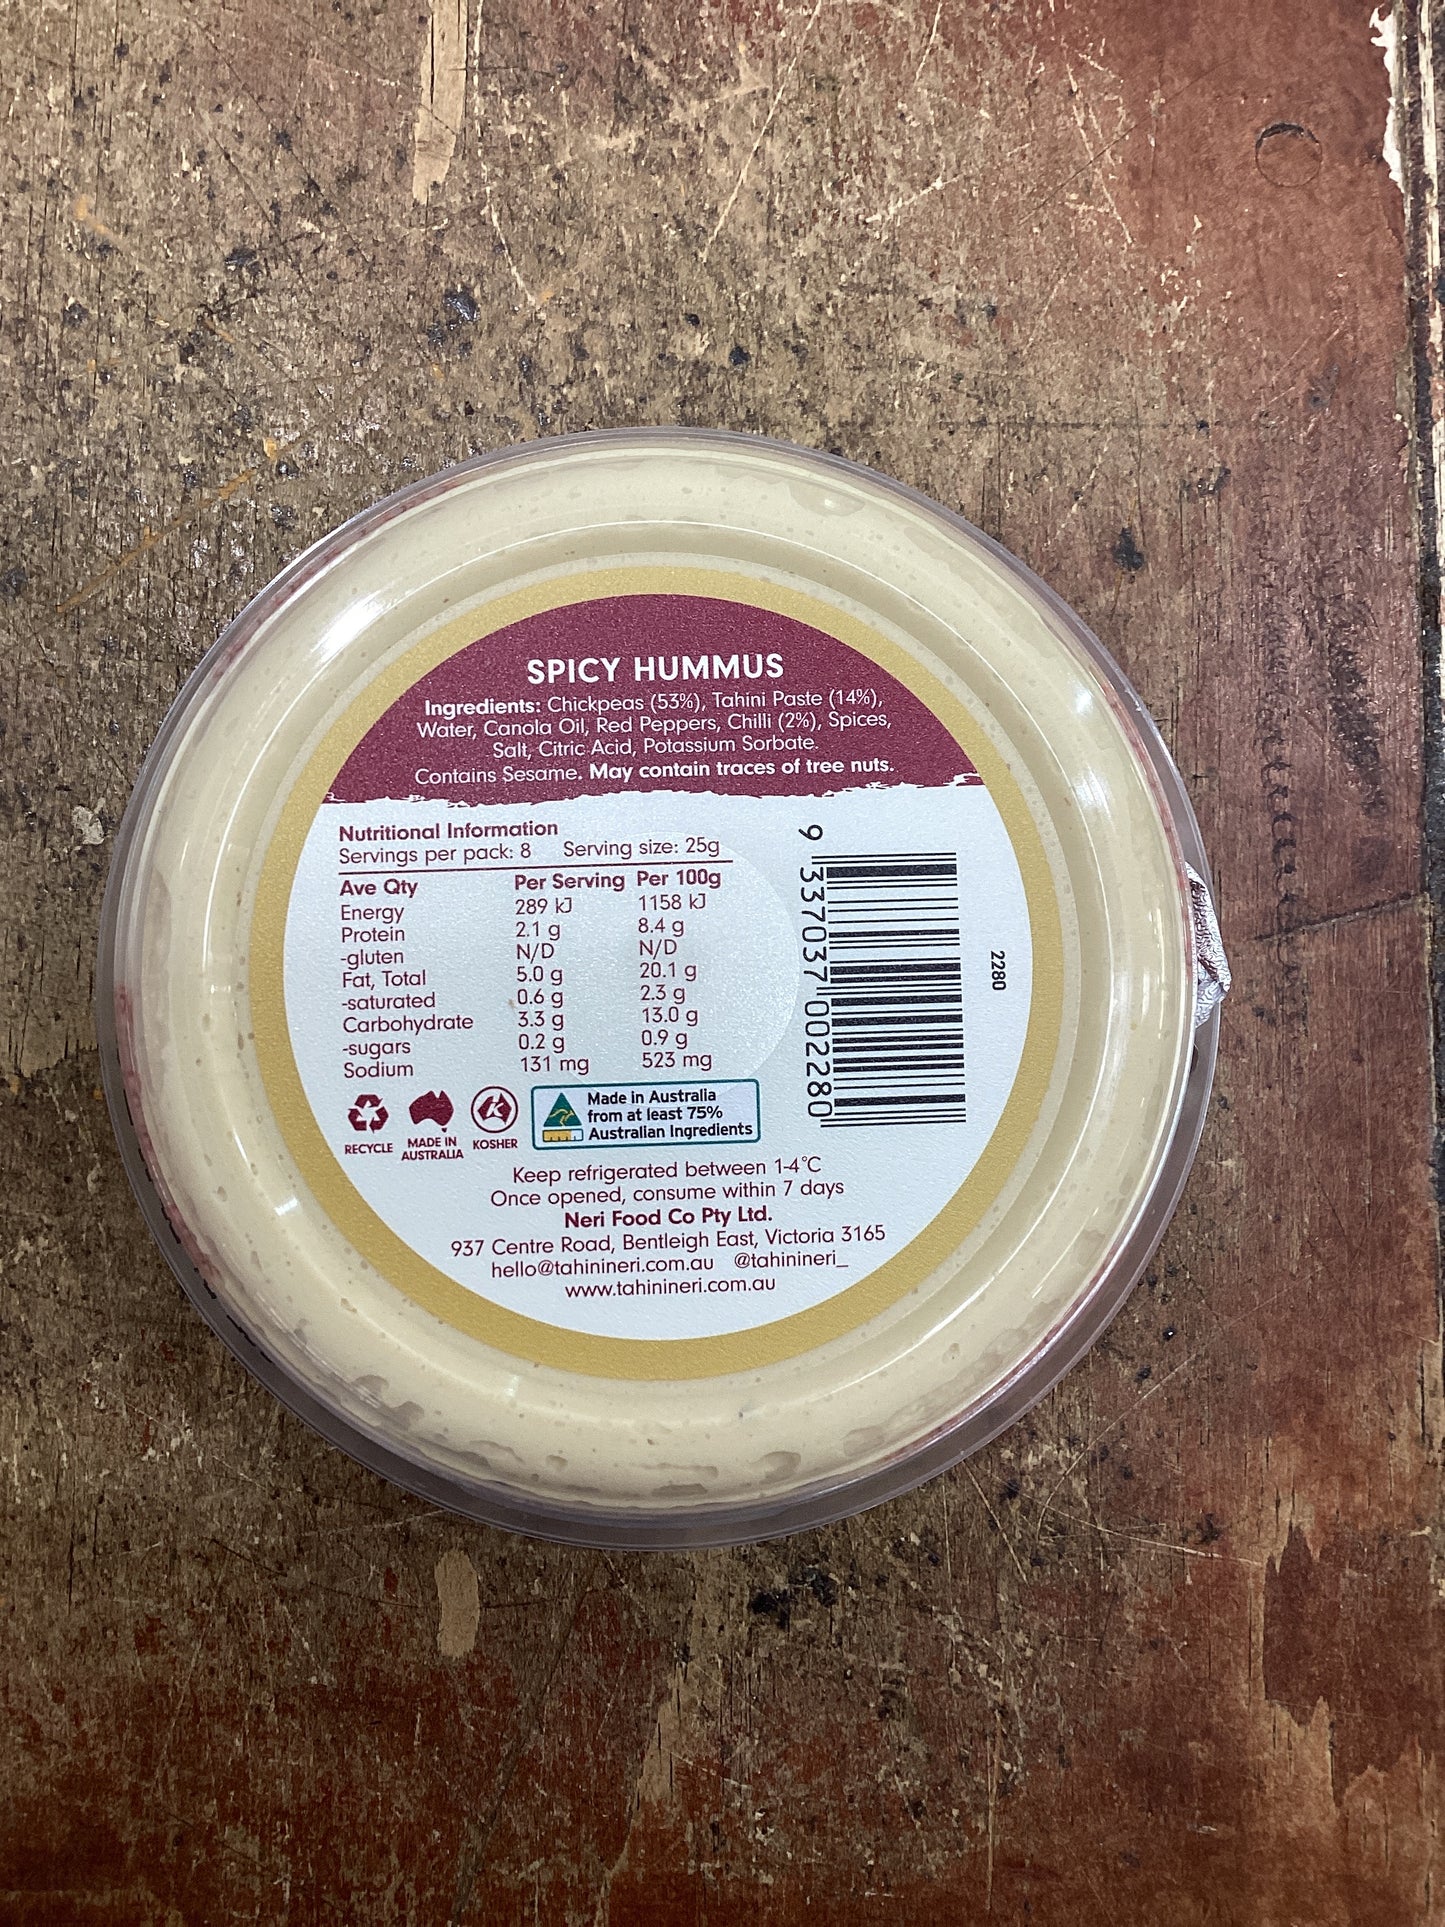 SPICY HUMMUS
Ingredients: Chickpeas (53%), Tahini Paste (14%),
Water, Canola Oil, Red Peppers, Chilli (2%), Spices,
Salt, Citric Acid, Potassium Sorbate.
Contains Sesame. May contain traces of tree nuts.
Nutritional Information
Servings per pack: 8 Serving size: 25g
Ave Qty Per Serving Per 100g
Energy 289 kJ 1158 kJ
Protein 2.1 g 8.4 g
-gluten N/D N/D
Fat, Total 5.0 g 20.1 g
-saturated 0.6 g 2.3 g
Carbohydrate 3.3 g 13.0 g
-sugars 0.2 g 0.9 g
Sodium 131 mg 523 mg
9 337037 002280
2280
RECYCLE
MADE IN
AUSTRALIA
K
KOSHER
Made in Australia
from at least 75%
Australian Ingredients
Keep refrigerated between 1-4°C
Once opened, consume within 7 days
Neri Food Co Pty Ltd.
937 Centre Road, Bentleigh East, Victoria 3165
hello@tahinineri.com.au @tahinineri_
www.tahinineri.com.au